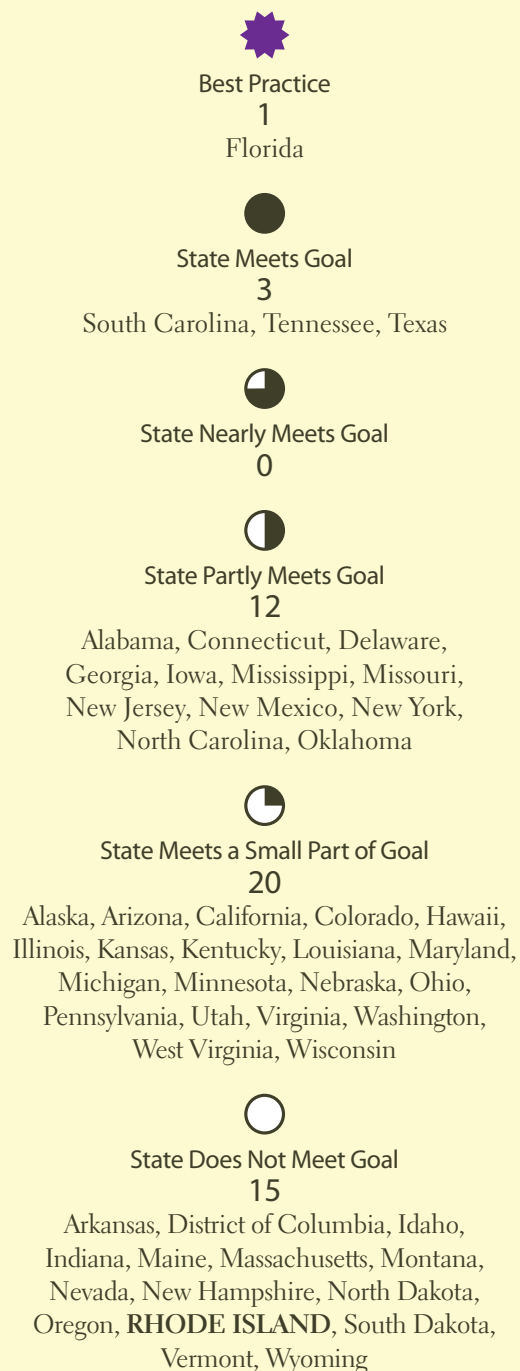 Best Practice
1
Florida
State Meets Goal
3
South Carolina, Tennessee, Texas
State Nearly Meets Goal
0
State Partly Meets Goal
12
Alabama, Connecticut, Delaware,
Georgia, Iowa, Mississippi, Missouri,
New Jersey, New Mexico, New York,
North Carolina, Oklahoma
State Meets a Small Part of Goal
20
Alaska, Arizona, California, Colorado, Hawaii,
Illinois, Kansas, Kentucky, Louisiana, Maryland,
Michigan, Minnesota, Nebraska, Ohio,
Pennsylvania, Utah, Virginia, Washington,
West Virginia, Wisconsin
State Does Not Meet Goal
15
Arkansas, District of Columbia, Idaho,
Indiana, Maine, Massachusetts, Montana,
Nevada, New Hampshire, North Dakota,
Oregon, RHODE ISLAND, South Dakota,
Vermont, Wyoming